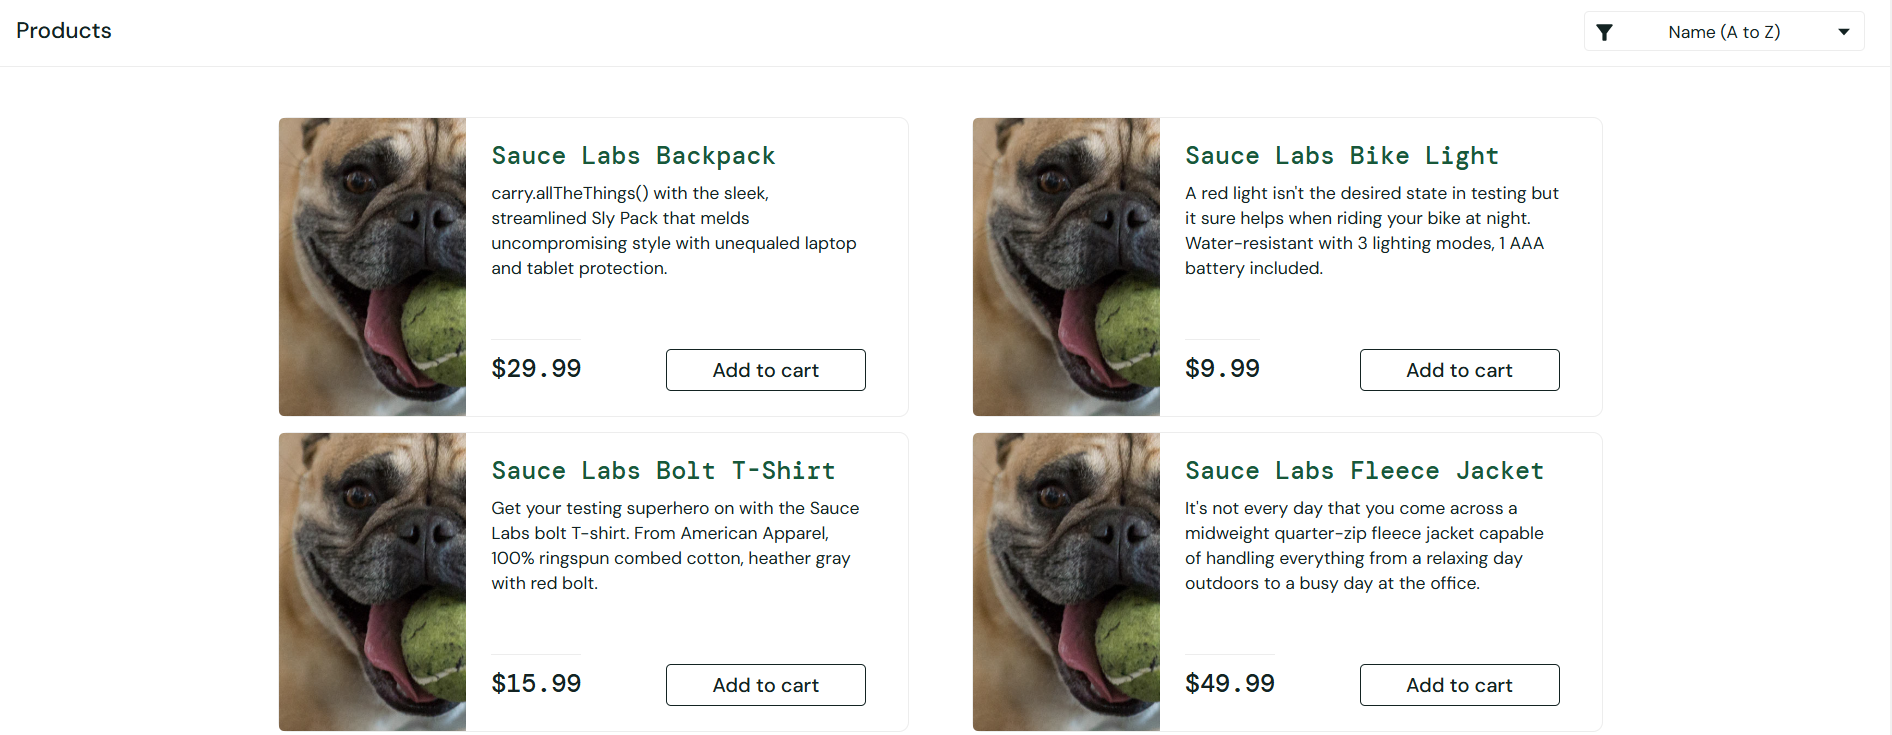 Products
Name (A to Z)
Sauce Labs Backpack
carry.allTheThings() with the sleek,
streamlined Sly Pack that melds
uncompromising style with unequaled laptop
and tablet protection.
$29.99
Add to cart
Sauce Labs Bike Light
A red light isn't the desired state in testing but
it sure helps when riding your bike at night.
Water-resistant with 3 lighting modes, 1 AAA
battery included.
$9.99
Add to cart
Sauce Labs Bolt T-Shirt
Get your testing superhero on with the Sauce
Labs bolt T-shirt. From American Apparel,
100% ringspun combed cotton, heather gray
with red bolt.
$15.99
Add to cart
Sauce Labs Fleece Jacket
It's not every day that you come across a
midweight quarter-zip fleece jacket capable
of handling everything from a relaxing day
outdoors to a busy day at the office.
$49.99
Add to cart